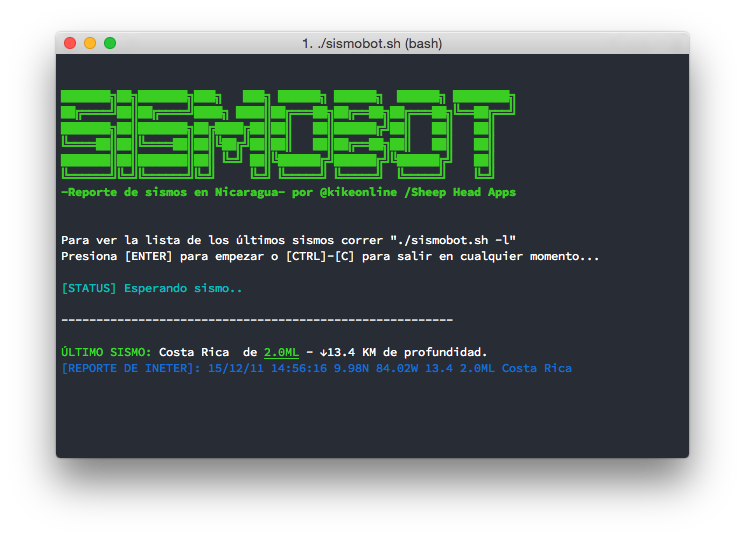 1. ./sismobot.sh (bash)
SISMOBOT
-Reporte de sismos en Nicaragua- por @kikeonline /Sheep Head Apps
Para ver la lista de los últimos sismos correr "./sismobot.sh -l"
Presiona [ENTER] para empezar o [CTRL]-[C] para salir en cualquier momento...
[STATUS] Esperando sismo..
--------------------------------------------------------
ÚLTIMO SISMO: Costa Rica  de 2.0ML - ↓13.4 KM de profundidad.
[REPORTE DE INETER]: 15/12/11 14:56:16 9.98N 84.02W 13.4 2.0ML Costa Rica